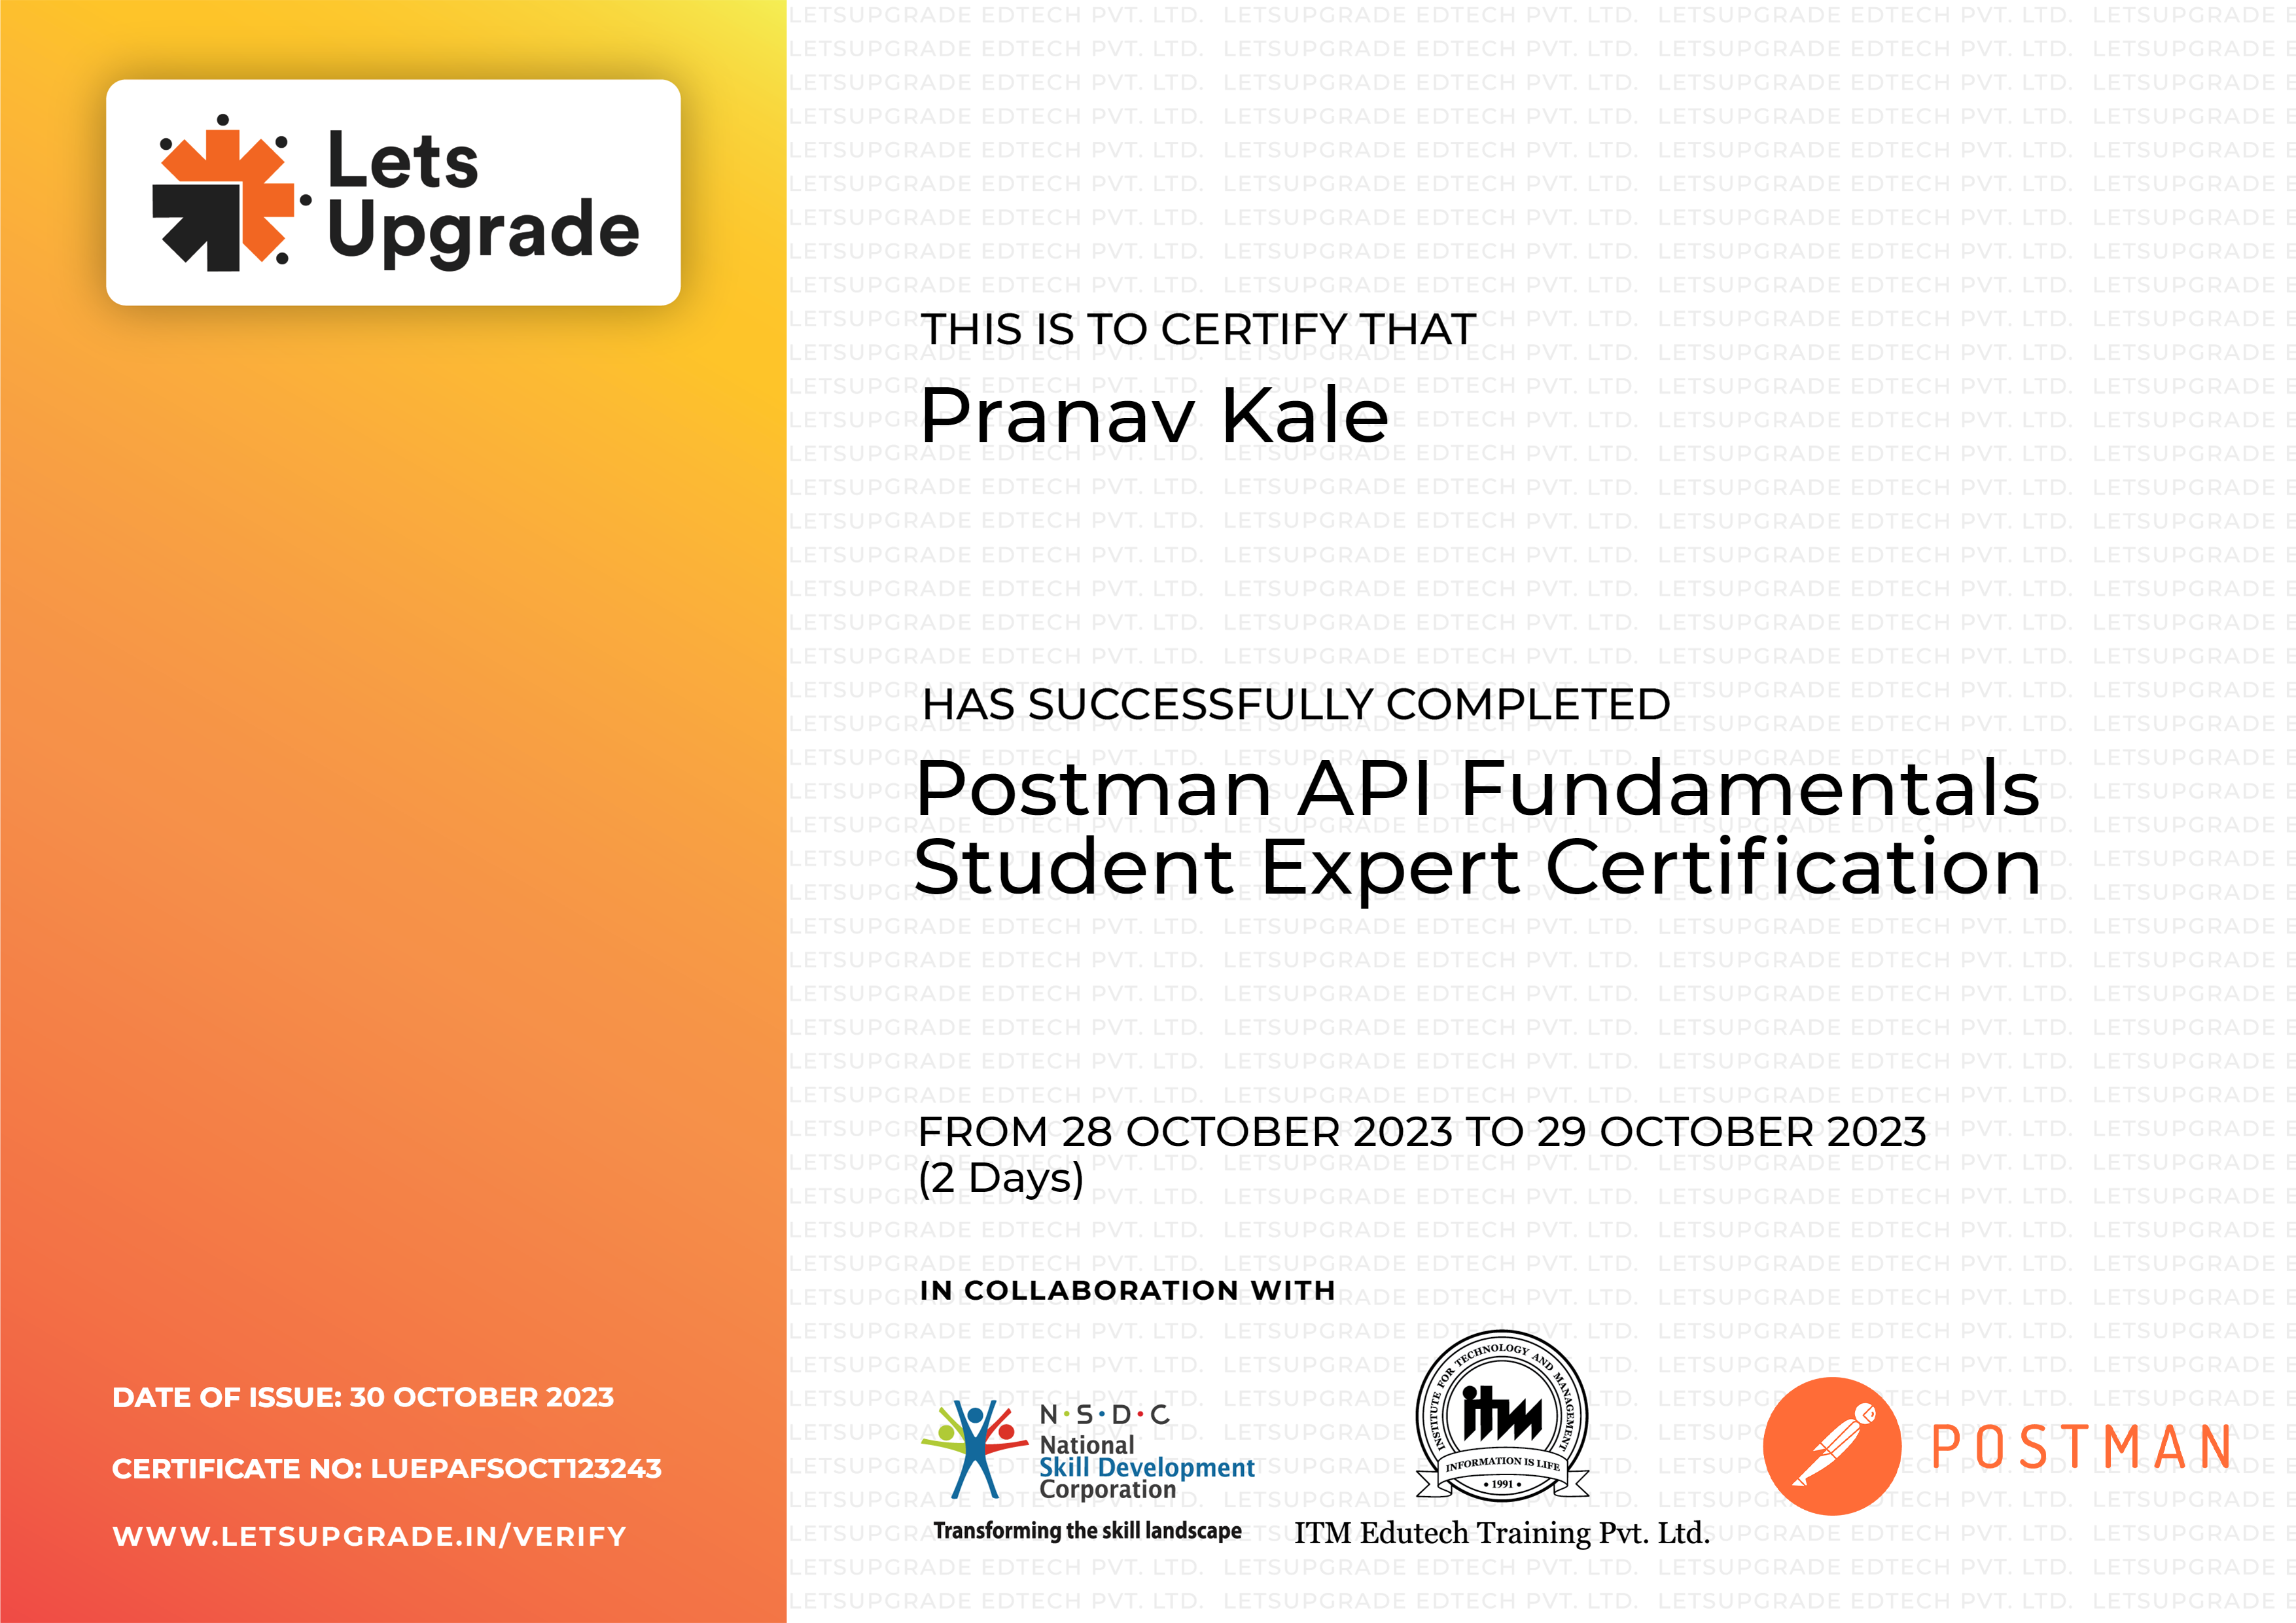 Lets
Upgrade
THIS IS TO CERTIFY THAT
Pranav Kale
HAS SUCCESSFULLY COMPLETED
Postman API Fundamentals
Student Expert Certification
FROM 28 OCTOBER 2023 TO 29 OCTOBER 2023
(2 Days)
IN COLLABORATION WITH
N·S·D·C
National
Skill Development
Corporation
Transforming the skill landscape
INSTITUTE FOR TECHNOLOGY AND MANAGEMENT
itm
INFORMATION IS LIFE
• 1991 •
ITM Edutech Training Pvt. Ltd.
POSTMAN
DATE OF ISSUE: 30 OCTOBER 2023
CERTIFICATE NO: LUEPAFSOCT123243
WWW.LETSUPGRADE.IN/VERIFY
LETSUPGRADE EDTECH PVT. LTD.